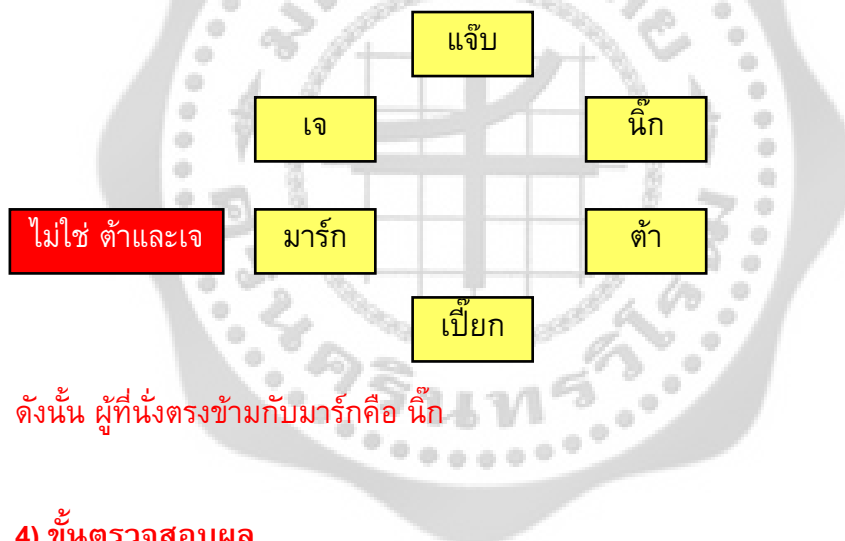 แจ๊บ
เจ
นิ๊ก
ไม่ใช่ ต้าและเจ
มาร์ก
ต้า
เปี๊ยก
ดังนั้น ผู้ที่นั่งตรงข้ามกับมาร์กคือ นิ๊ก
4) ขั้นตรวจสอบผล